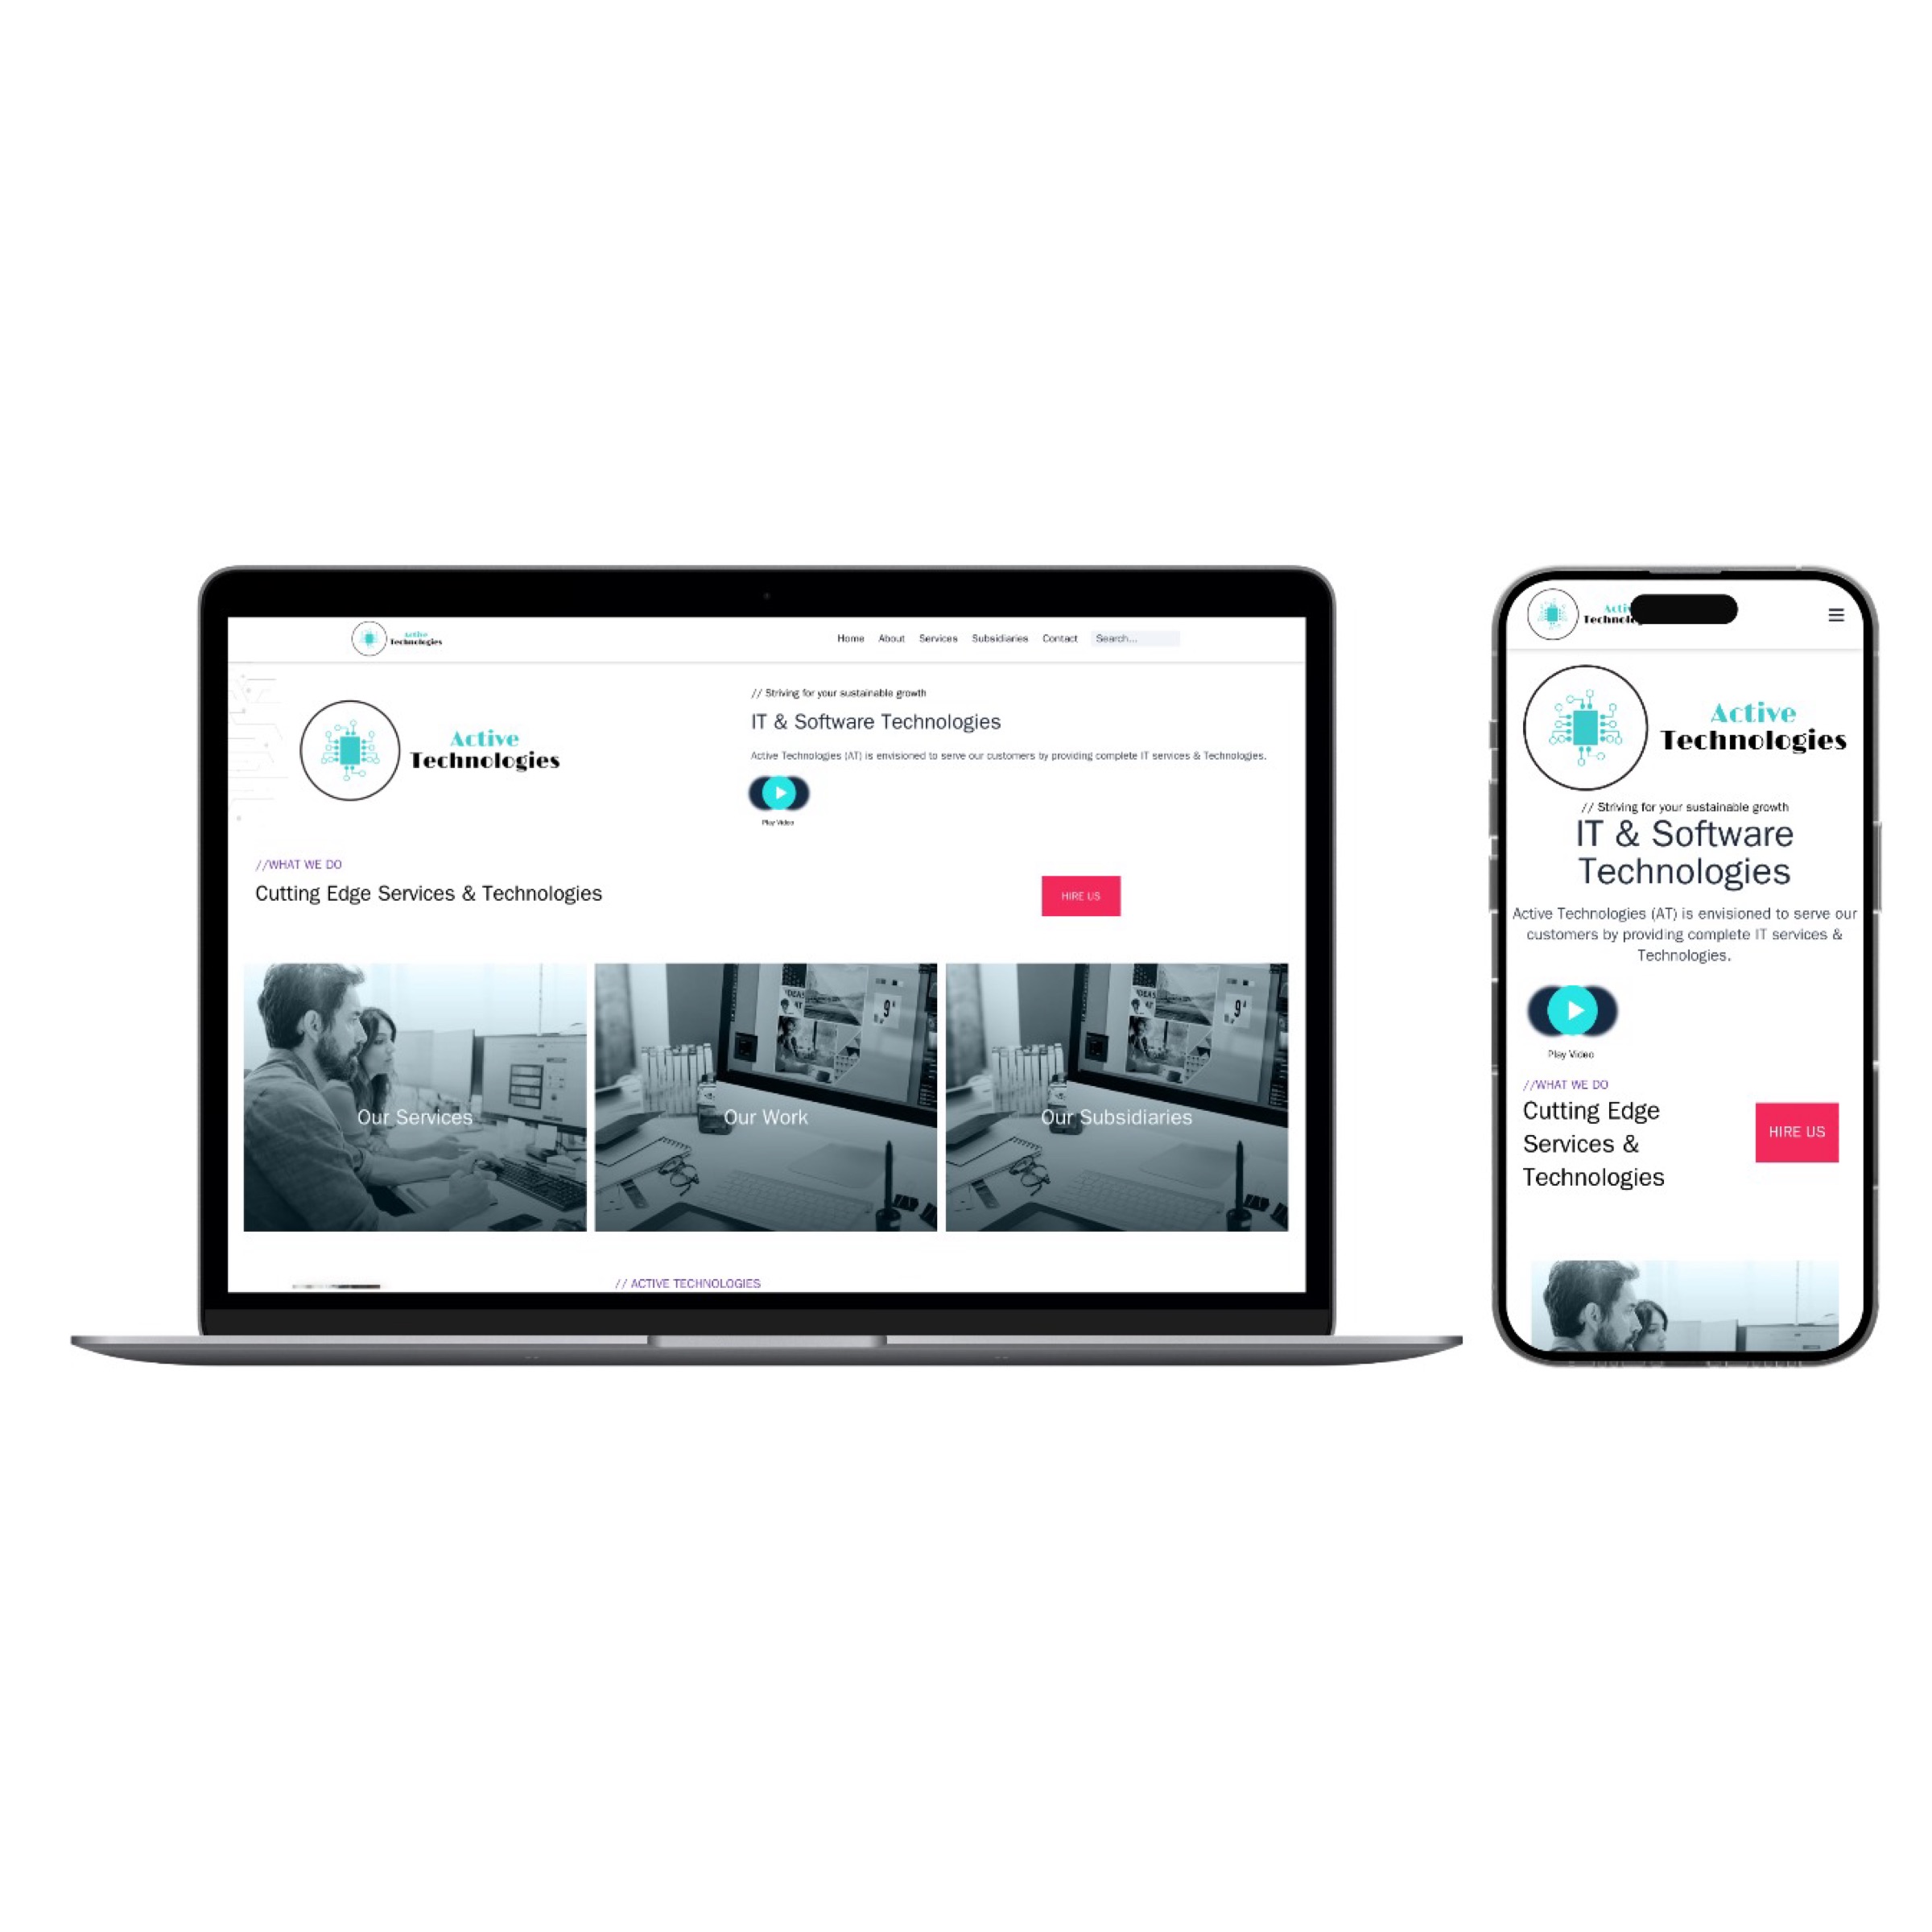 Active
Technologies
Home About Services Subsidiaries Contact Search...
Active
Technologies
// Striving for your sustainable growth
IT & Software Technologies
Active Technologies (AT) is envisioned to serve our customers by providing complete IT services & Technologies.
Play Video
//WHAT WE DO
Cutting Edge Services & Technologies
HIRE US
Our Services
Our Work
Our Subsidiaries
// ACTIVE TECHNOLOGIES
Active
Technologies
// Striving for your sustainable growth
IT & Software
Technologies
Active Technologies (AT) is envisioned to serve our
customers by providing complete IT services &
Technologies.
Play Video
//WHAT WE DO
Cutting Edge
Services &
Technologies
HIRE US